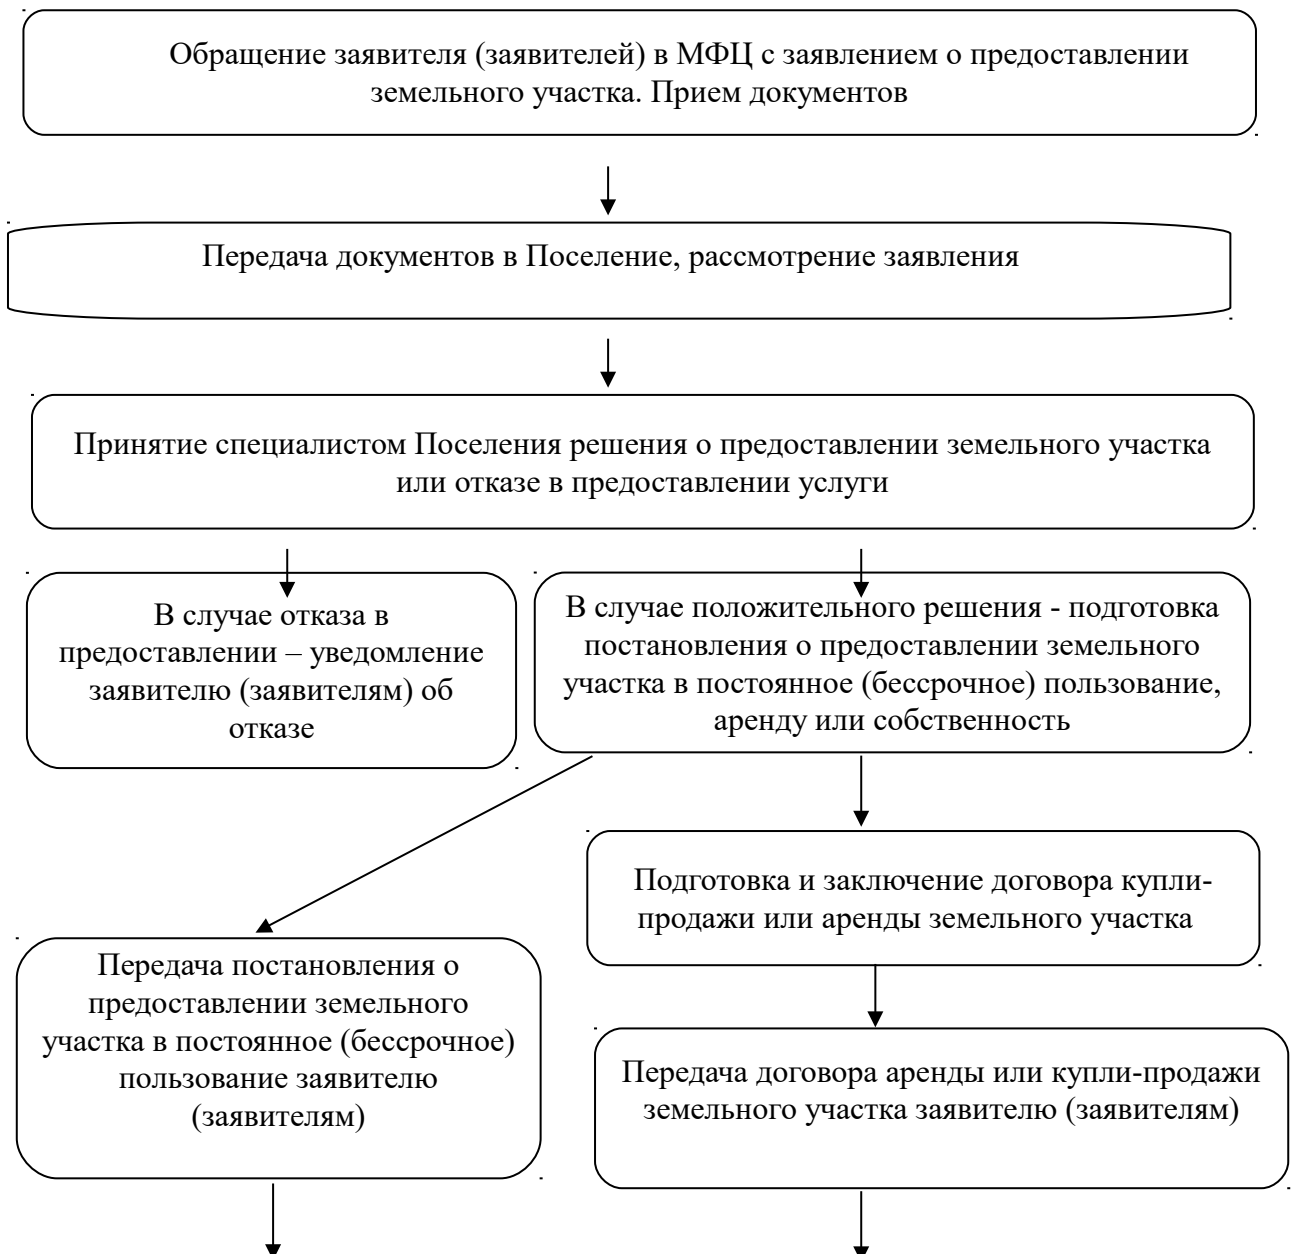 Обращение заявителя (заявителей) в МФЦ с заявлением о предоставлении
земельного участка. Прием документов
Передача документов в Поселение, рассмотрение заявления
Принятие специалистом Поселения решения о предоставлении земельного участка
или отказе в предоставлении услуги
В случае отказа в
предоставлении – уведомление
заявителю (заявителям) об
отказе
В случае положительного решения - подготовка
постановления о предоставлении земельного
участка в постоянное (бессрочное) пользование,
аренду или собственность
Подготовка и заключение договора купли-
продажи или аренды земельного участка
Передача постановления о
предоставлении земельного
участка в постоянное (бессрочное)
пользование заявителю
(заявителям)
Передача договора аренды или купли-продажи
земельного участка заявителю (заявителям)